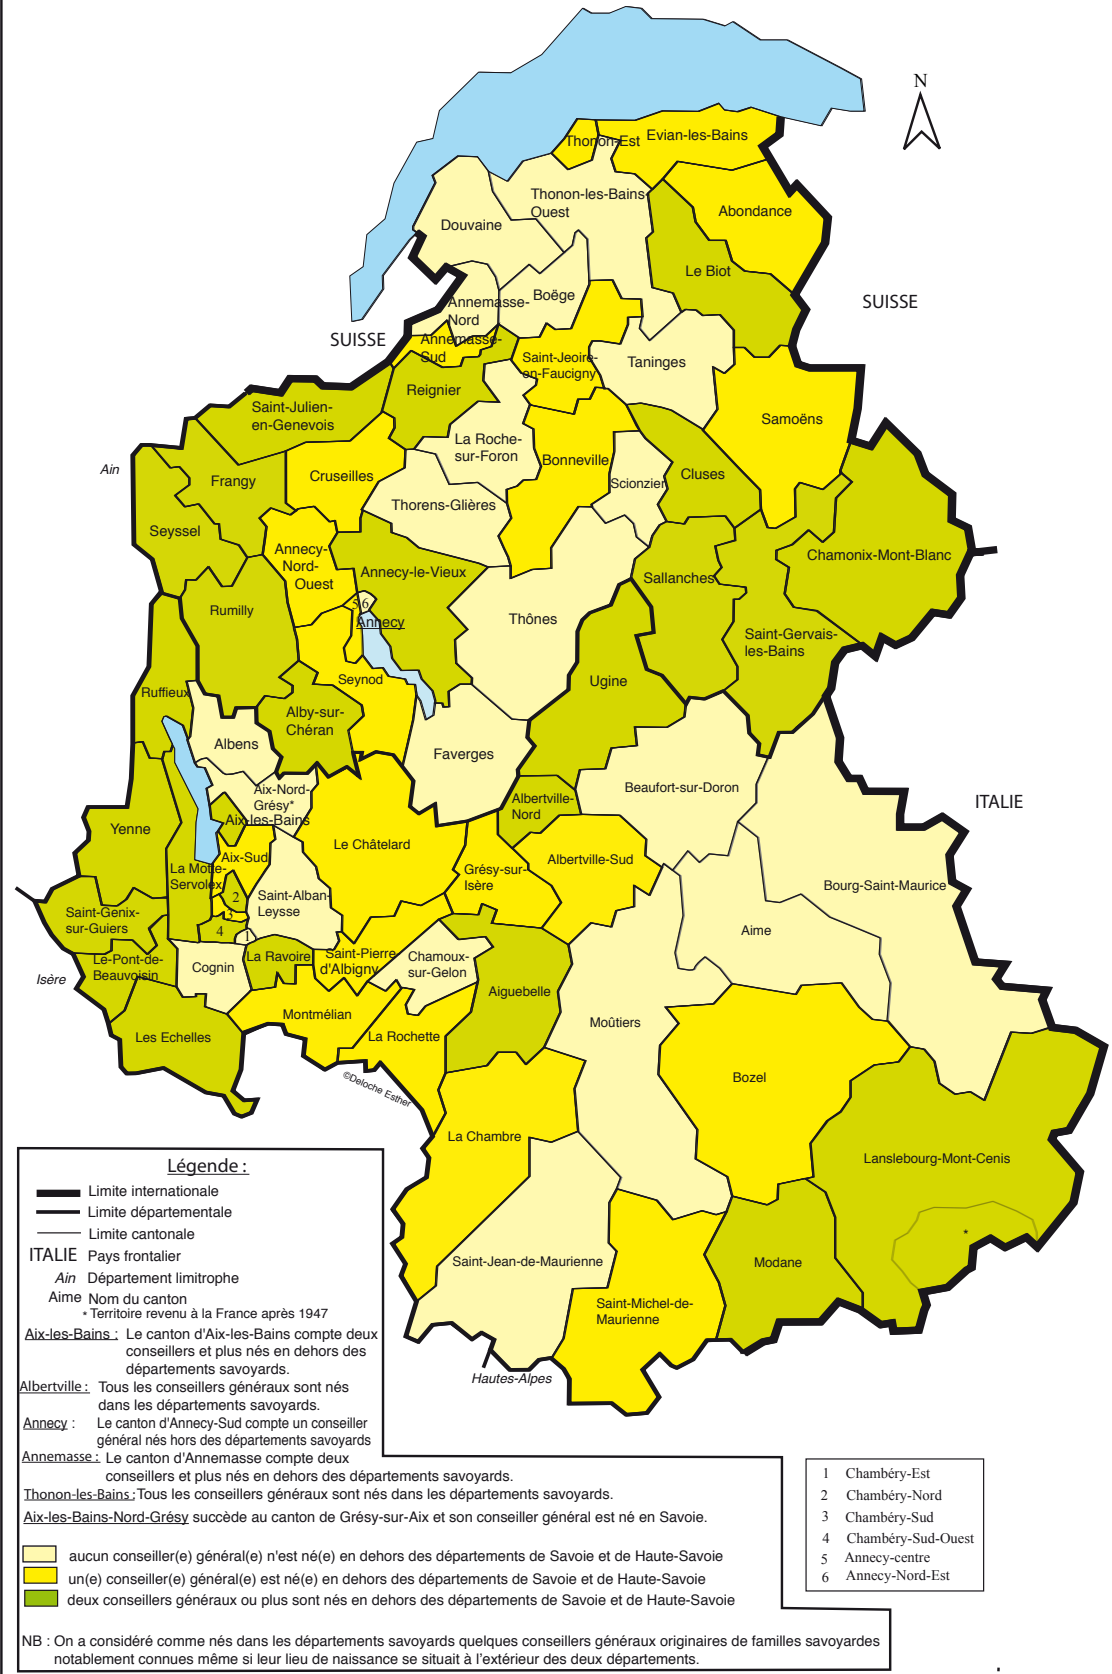 N
Thonon-Est
Evian-les-Bains
Thonon-les-Bains
Ouest
Abondance
Douvaine
Le Biot
SUISSE
Boëge
Annemasse-
Nord
SUISSE
Annemasse-
Sud
Saint-Jeoire-
en-Faucigny
Taninges
Reignier
Saint-Julien-
en-Genevois
Samoëns
La Roche-
sur-Foron
Bonneville
Ain
Cruseilles
Frangy
Cluses
Scionzier
Thorens-Glières
Seyssel
Annecy-
Nord-
Ouest
Chamonix-Mont-Blanc
Annecy-le-Vieux
Sallanches
5
6
Annecy
Rumilly
Thônes
Saint-Gervais-
les-Bains
Seynod
Ugine
Ruffieux
Alby-sur-
Chéran
Albens
Faverges
Aix-Nord-
Grésy*
Aix-les-Bains
Albertville-
Nord
Beaufort-sur-Doron
ITALIE
Yenne
Le Châtelard
Aix-Sud
La Motte-
Servolex
Grésy-sur-
Isère
Albertville-Sud
Bourg-Saint-Maurice
2
Saint-Alban-
Leysse
Saint-Genix-
sur-Guiers
3
4
1
Aime
Le-Pont-de-
Beauvoisin
Cognin
La Ravoire
Saint-Pierre
d'Albigny
Chamoux-
sur-Gelon
Isère
Aiguebelle
Montmélian
Moûtiers
Les Echelles
La Rochette
Bozel
©Deloche Esther
La Chambre
Lanslebourg-Mont-Cenis
*
Saint-Jean-de-Maurienne
Modane
Saint-Michel-de-
Maurienne
Hautes-Alpes
Légende :
Limite internationale
Limite départementale
Limite cantonale
ITALIE Pays frontalier
Ain Département limitrophe
Aime Nom du canton
* Territoire revenu à la France après 1947
Aix-les-Bains : Le canton d'Aix-les-Bains compte deux
conseillers et plus nés en dehors des
départements savoyards.
Albertville : Tous les conseillers généraux sont nés
dans les départements savoyards.
Annecy : Le canton d'Annecy-Sud compte un conseiller
général nés hors des départements savoyards
Annemasse : Le canton d'Annemasse compte deux
conseillers et plus nés en dehors des départements savoyards.
Thonon-les-Bains : Tous les conseillers généraux sont nés dans les départements savoyards.
Aix-les-Bains-Nord-Grésy succède au canton de Grésy-sur-Aix et son conseiller général est né en Savoie.
aucun conseiller(e) général(e) n'est né(e) en dehors des départements de Savoie et de Haute-Savoie
un(e) conseiller(e) général(e) est né(e) en dehors des départements de Savoie et de Haute-Savoie
deux conseillers généraux ou plus sont nés en dehors des départements de Savoie et de Haute-Savoie
NB : On a considéré comme nés dans les départements savoyards quelques conseillers généraux originaires de familles savoyardes
notablement connues même si leur lieu de naissance se situait à l'extérieur des deux départements.
1 Chambéry-Est
2 Chambéry-Nord
3 Chambéry-Sud
4 Chambéry-Sud-Ouest
5 Annecy-centre
6 Annecy-Nord-Est